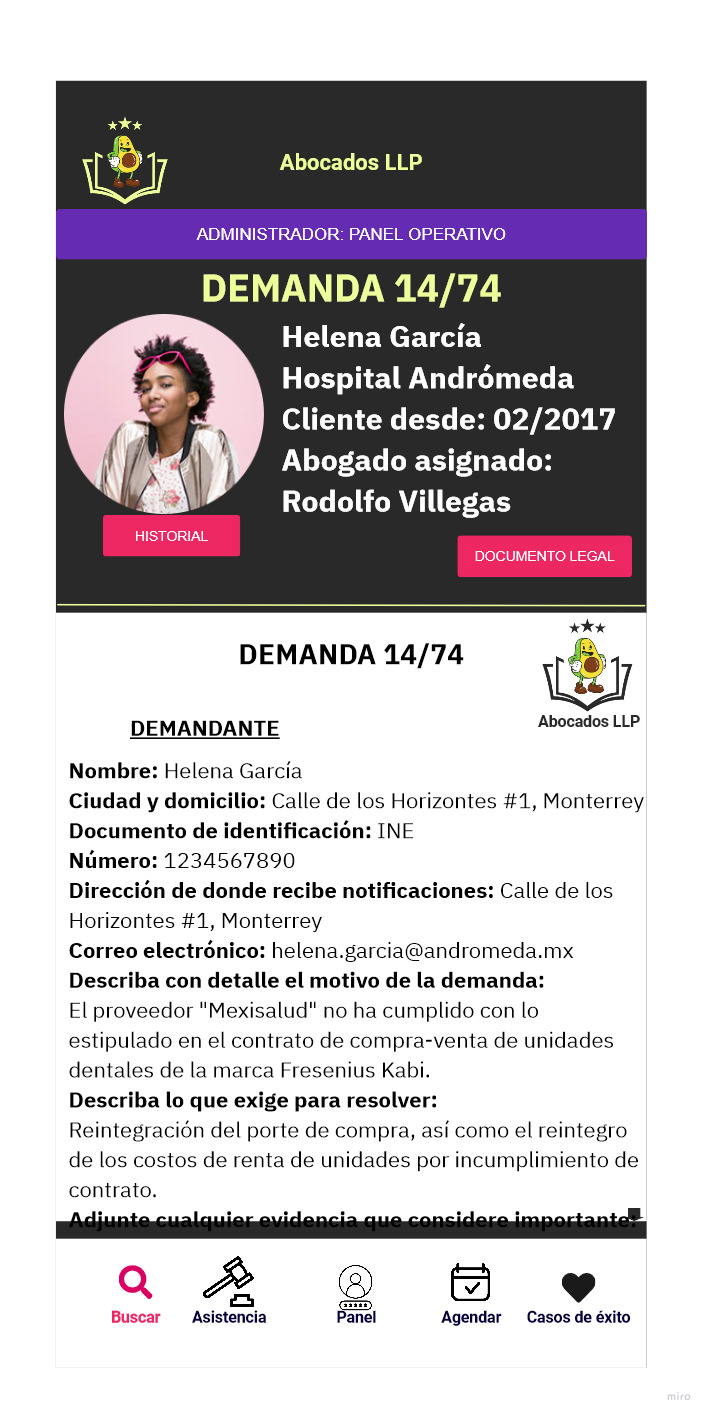 Abocados LLP
ADMINISTRADOR: PANEL OPERATIVO
DEMANDA 14/74
Helena García
Hospital Andrómeda
Cliente desde: 02/2017
Abogado asignado:
Rodolfo Villegas
HISTORIAL
DOCUMENTO LEGAL
DEMANDA 14/74
Abocados LLP
DEMANDANTE
Nombre: Helena García
Ciudad y domicilio: Calle de los Horizontes #1, Monterrey
Documento de identificación: INE
Número: 1234567890
Dirección de donde recibe notificaciones: Calle de los
Horizontes #1, Monterrey
Correo electrónico: helena.garcia@andromeda.mx
Describa con detalle el motivo de la demanda:
El proveedor "Mexisalud" no ha cumplido con lo
estipulado en el contrato de compra-venta de unidades
dentales de la marca Fresenius Kabi.
Describa lo que exige para resolver:
Reintegración del porte de compra, así como el reintegro
de los costos de renta de unidades por incumplimiento de
contrato.
Adjunte cualquier evidencia que considere importante:
Buscar
Asistencia
Panel
Agendar
Casos de éxito
miro